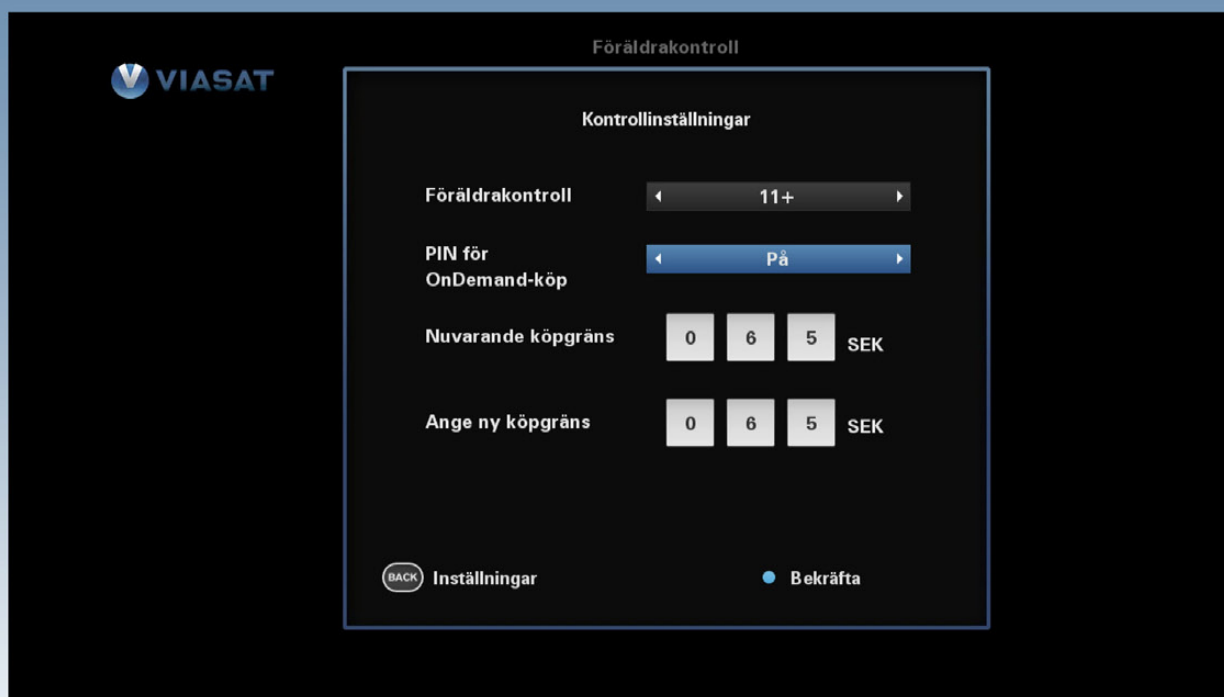 Föräldrakontroll
VIASAT
Kontrollinställningar
Föräldrakontroll
11+
PIN för
OnDemand-köp
På
Nuvarande köpgräns
0 6 5 SEK
Ange ny köpgräns
0 6 5 SEK
BACK Inställningar
Bekräfta